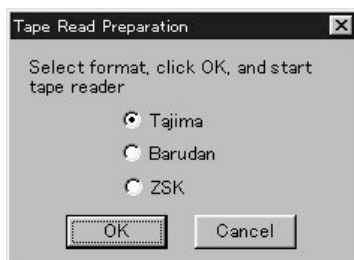 Tape Read Preparation
Select format, click OK, and start
tape reader
Tajima
Barudan
ZSK
OK
Cancel